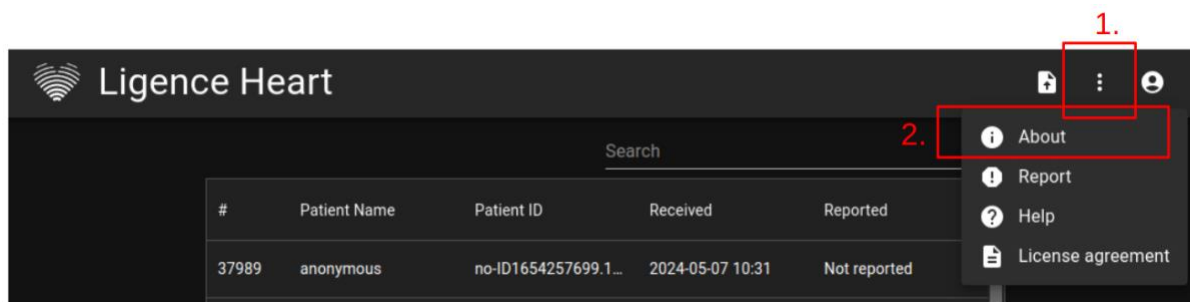 1.
Ligence Heart
2.
About
Search
Report
# Patient Name Patient ID Received Reported
Help
37989 anonymous no-ID1654257699.1... 2024-05-07 10:31 Not reported
License agreement